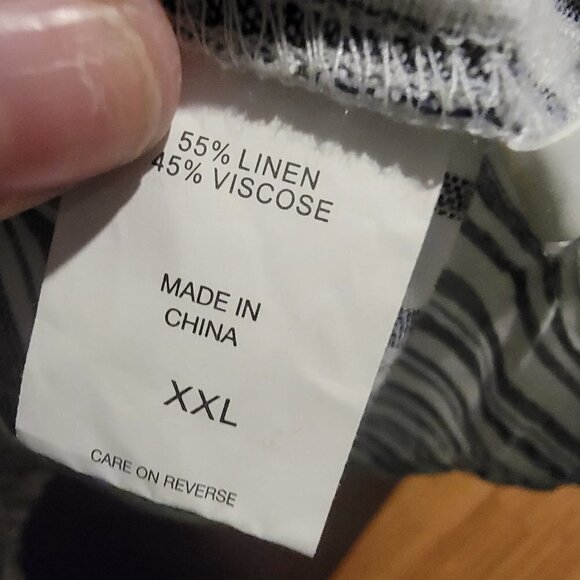 55% LINEN
45% VISCOSE
MADE IN
CHINA
XXL
CARE ON REVERSE